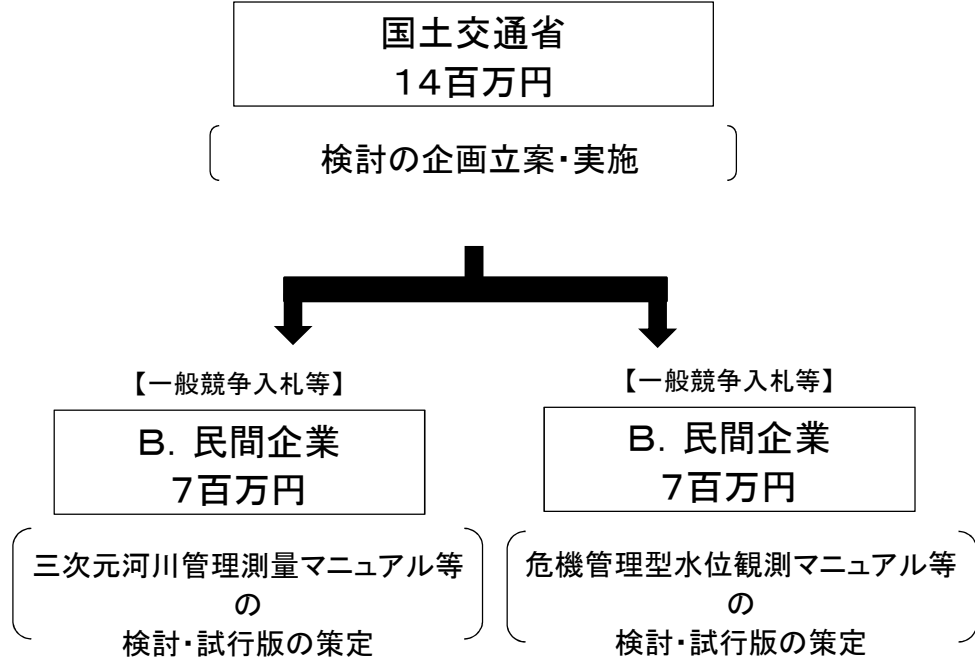 国土交通省
14百万円
検討の企画立案・実施
【一般競争入札等】
B. 民間企業
7百万円
三次元河川管理測量マニュアル等
の
検討・試行版の策定
【一般競争入札等】
B. 民間企業
7百万円
危機管理型水位観測マニュアル等
の
検討・試行版の策定